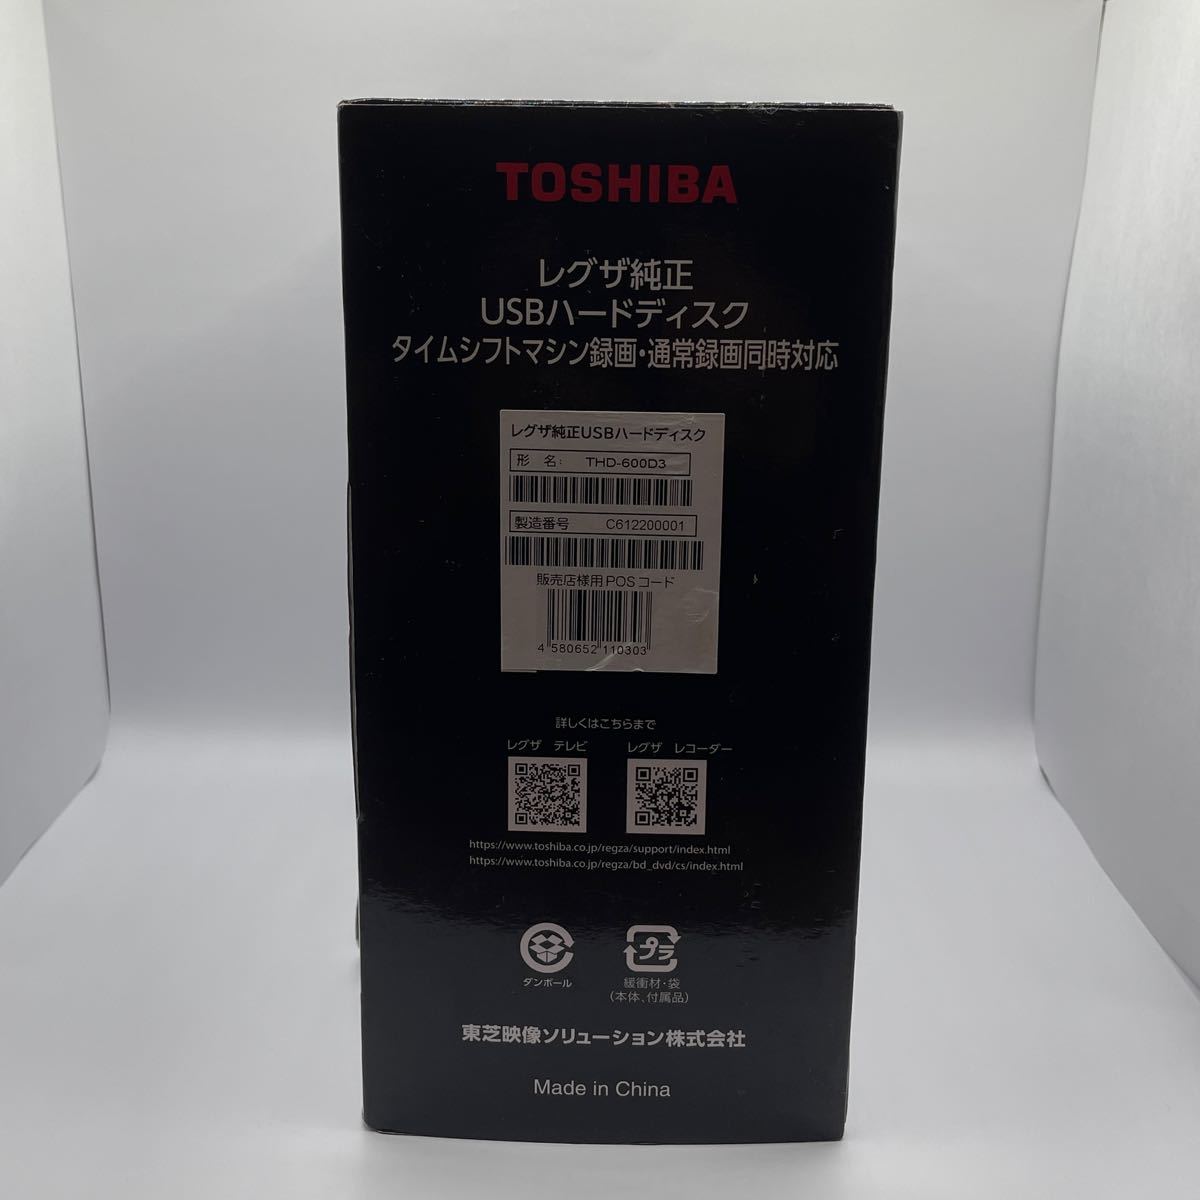 TOSHIBA
レグザ純正
USBハードディスク
タイムシフトマシン録画・通常録画同時対応
レグザ純正USBハードディスク
形 名: THD-600D3
製造番号 C612200001
販売店様用POSコード
4 580652 110303
詳しくはこちらまで
レグザ テレビ レグザ レコーダー
https://www.toshiba.co.jp/regza/support/index.html
https://www.toshiba.co.jp/regza/bd_dvd/cs/index.html
プラ
ダンボール
緩衝材・袋
(本体、付属品)
東芝映像ソリューション株式会社
Made in China